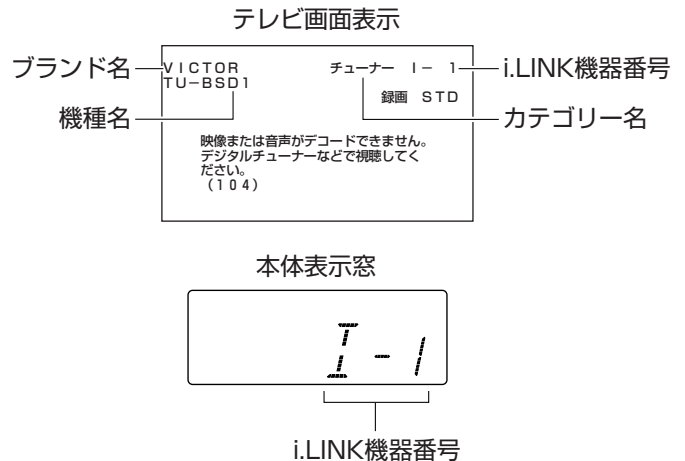 テレビ画面表示
ブランド名
VICTOR
チューナー I− 1
i.LINK機器番号
TU−BSD1
録画 STD
機種名
カテゴリー名
映像または音声がデコードできません。
デジタルチューナーなどで視聴してく
ださい。
(104)
本体表示窓
I-1
i.LINK機器番号